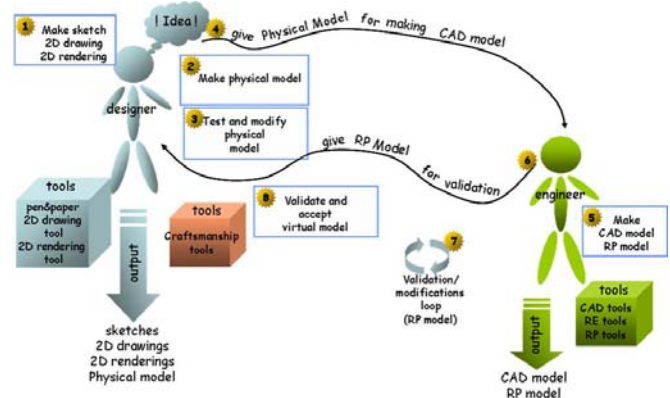 ! Idea !
1 Make sketch
2D drawing
2D rendering
4 give Physical Model for making CAD model
2
Make physical model
designer
3 Test and modify
physical
model
give RP Model
for validation
6
engineer
8 Validate and
accept
virtual model
5 Make
CAD model
RP model
tools
pen&paper
2D drawing
tool
2D rendering
tool
tools
Craftsmanship
tools
output
7
Validation/
modifications
loop
(RP model)
tools
CAD tools
RE tools
RP tools
output
sketches
2D drawings
2D renderings
Physical model
CAD model
RP model